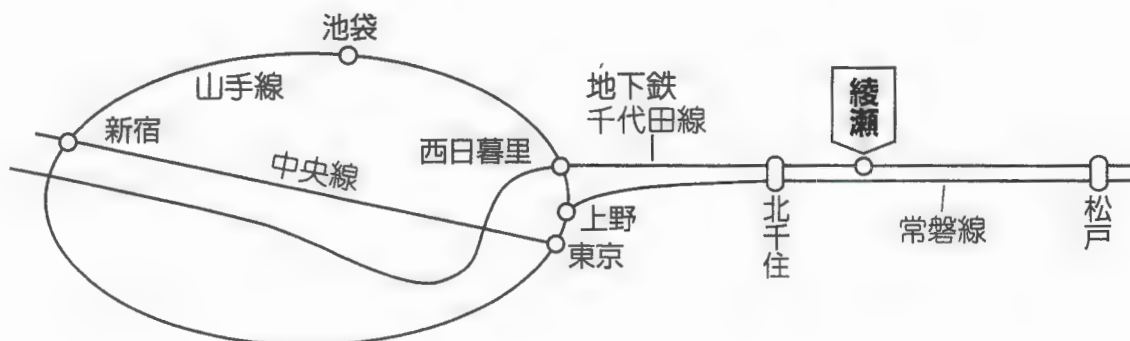 池袋
山手線
新宿
中央線
西日暮里
地下鉄
千代田線
綾瀬
上野
東京
北千住
常磐線
松戸